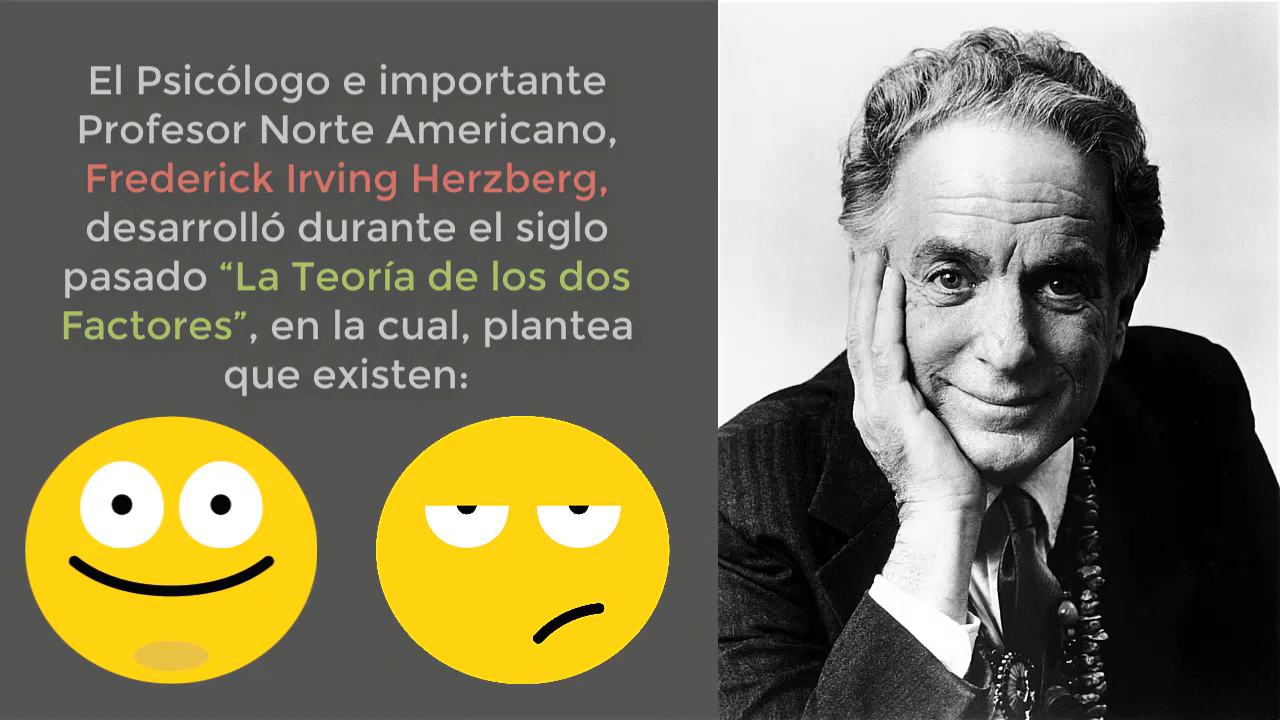 El Psicólogo e importante
Profesor Norte Americano,
Frederick Irving Herzberg,
desarrolló durante el siglo
pasado “La Teoría de los dos
Factores”, en la cual, plantea
que existen: